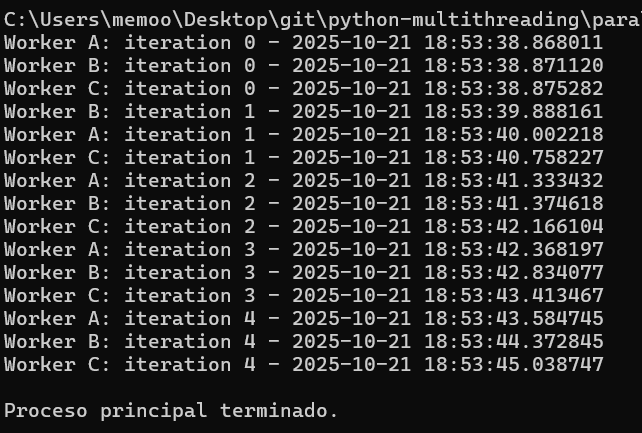 C:\Users\memoo\Desktop\git\python-multithreading\paral
Worker A: iteration 0 - 2025-10-21 18:53:38.868011
Worker B: iteration 0 - 2025-10-21 18:53:38.871120
Worker C: iteration 0 - 2025-10-21 18:53:38.875282
Worker B: iteration 1 - 2025-10-21 18:53:39.888161
Worker A: iteration 1 - 2025-10-21 18:53:40.002218
Worker C: iteration 1 - 2025-10-21 18:53:40.758227
Worker A: iteration 2 - 2025-10-21 18:53:41.333432
Worker B: iteration 2 - 2025-10-21 18:53:41.374618
Worker C: iteration 2 - 2025-10-21 18:53:42.166104
Worker A: iteration 3 - 2025-10-21 18:53:42.368197
Worker B: iteration 3 - 2025-10-21 18:53:42.834077
Worker C: iteration 3 - 2025-10-21 18:53:43.413467
Worker A: iteration 4 - 2025-10-21 18:53:43.584745
Worker B: iteration 4 - 2025-10-21 18:53:44.372845
Worker C: iteration 4 - 2025-10-21 18:53:45.038747
Proceso principal terminado.